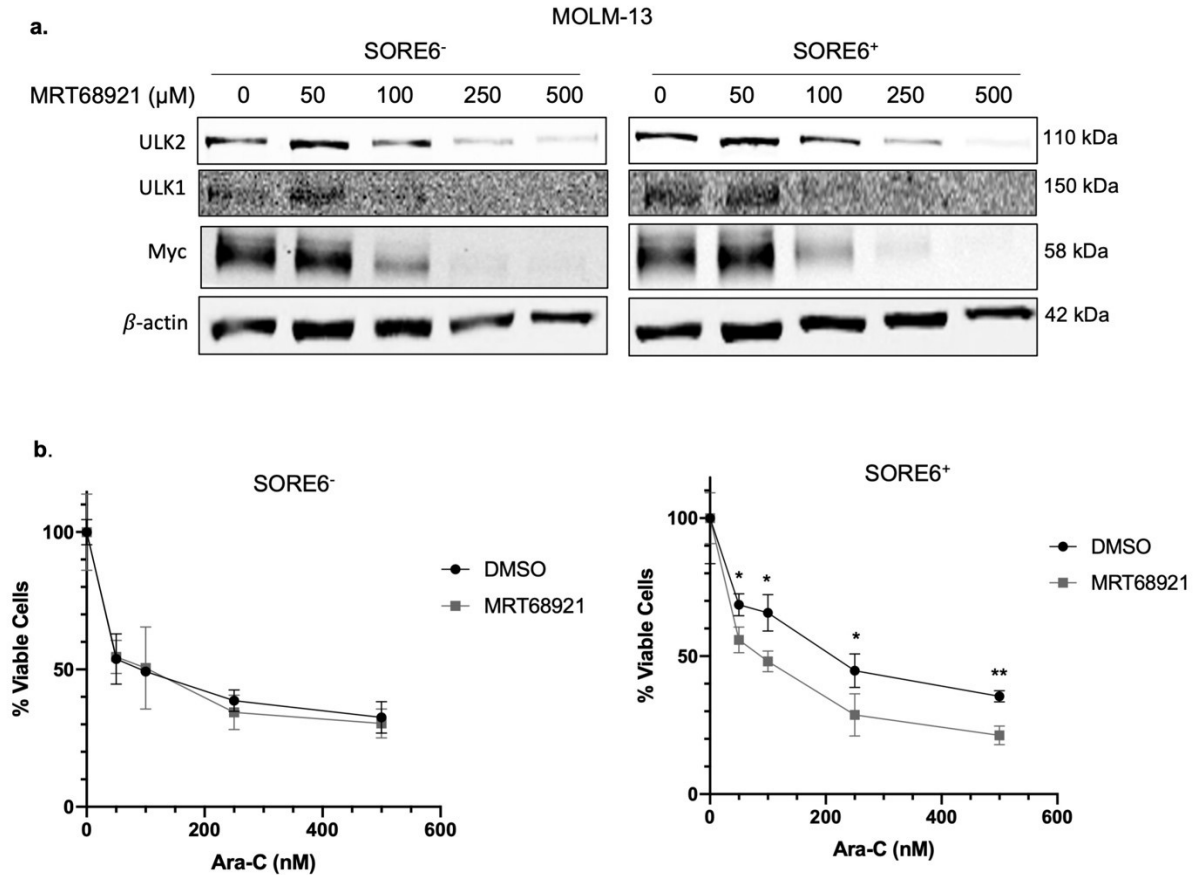 MOLM-13
a.
SORE6⁻ SORE6⁺
MRT68921 (µM) 0 50 100 250 500 0 50 100 250 500
ULK2 110 kDa
ULK1 150 kDa
Myc 58 kDa
β-actin 42 kDa
b.
SORE6⁻
100
50
0
% Viable Cells
0 200 400 600
Ara-C (nM)
DMSO
MRT68921
SORE6⁺
100
50
0
% Viable Cells
* * * **
0 200 400 600
Ara-C (nM)
DMSO
MRT68921